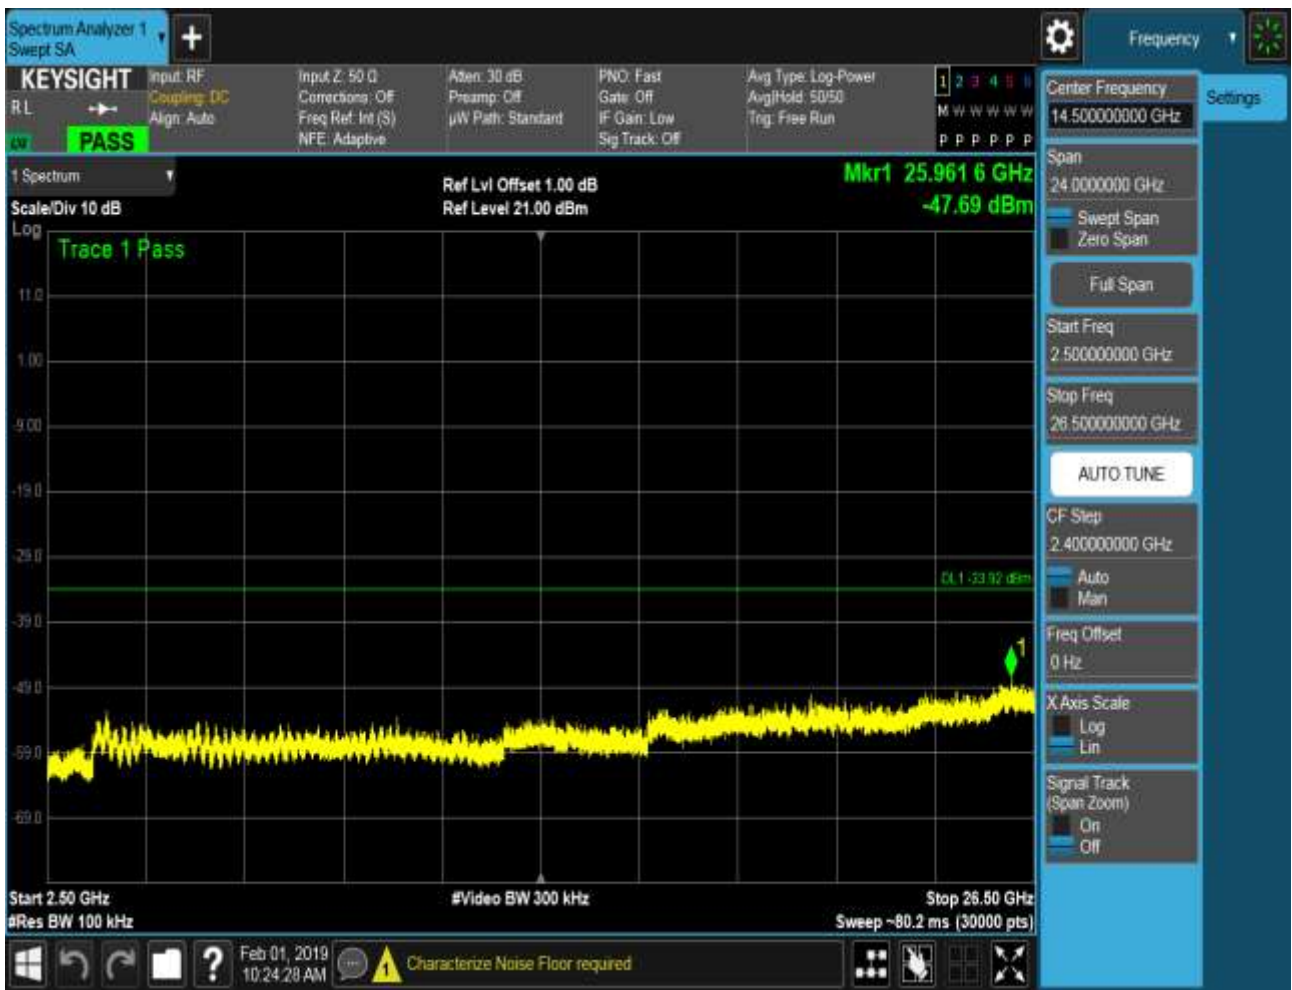 Spectrum Analyzer 1
Swept SA
Frequency
KEYSIGHT
R L
PASS
Input: RF
Coupling: DC
Align: Auto
Input Z: 50 Ω
Corrections: Off
Freq Ref: Int (S)
NFE: Adaptive
Atten: 30 dB
Preamp: Off
µW Path: Standard
PNO: Fast
Gate: Off
IF Gain: Low
Sig Track: Off
Avg Type: Log-Power
Avg|Hold: 50/50
Trig: Free Run
1 2 3 4 5 6
M W W W W W
P P P P P P
1 Spectrum
Scale/Div 10 dB
Log
Ref Lvl Offset 1.00 dB
Ref Level 21.00 dBm
Mkr1 25.961 6 GHz
-47.69 dBm
Trace 1 Pass
11.0
1.00
-9.00
-19.0
-29.0
-39.0
-49.0
-59.0
-69.0
DL1 -33.92 dBm
1
Start 2.50 GHz
#Res BW 100 kHz
#Video BW 300 kHz
Stop 26.50 GHz
Sweep ~80.2 ms (30000 pts)
Feb 01, 2019
10:24:28 AM
1
Characterize Noise Floor required
Center Frequency
14.500000000 GHz
Settings
Span
24.0000000 GHz
Swept Span
Zero Span
Full Span
Start Freq
2.500000000 GHz
Stop Freq
26.500000000 GHz
AUTO TUNE
CF Step
2.400000000 GHz
Auto
Man
Freq Offset
0 Hz
X Axis Scale
Log
Lin
Signal Track
(Span Zoom)
On
Off